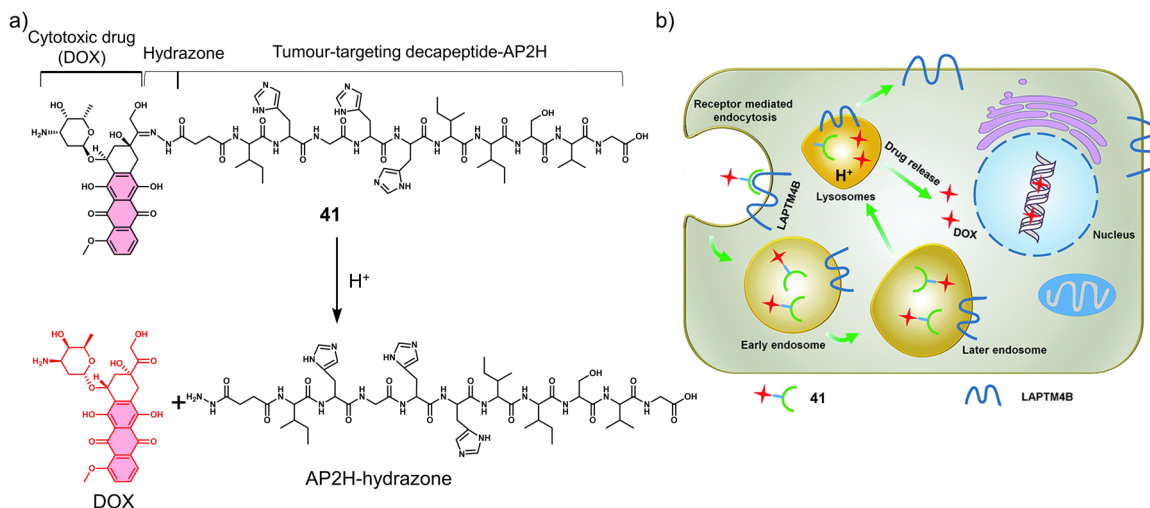 a)
Cytotoxic drug
(DOX)
Hydrazone
Tumour-targeting decapeptide-AP2H
41
H+
DOX
+
AP2H-hydrazone
b)
Receptor mediated
endocytosis
LAPTM4B
H+
Lysosomes
Drug release
DOX
Nucleus
Early endosome
Later endosome
41
LAPTM4B